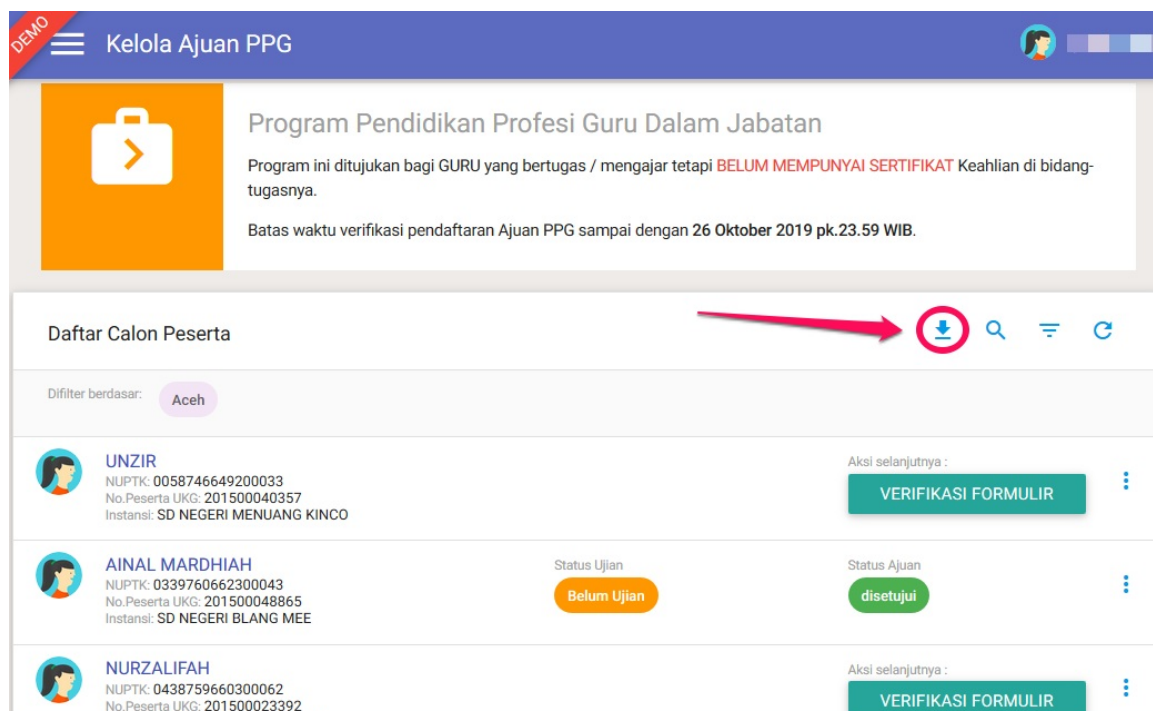 DEMO
Kelola Ajuan PPG
Program Pendidikan Profesi Guru Dalam Jabatan
Program ini ditujukan bagi GURU yang bertugas / mengajar tetapi BELUM MEMPUNYAI SERTIFIKAT Keahlian di bidang-
tugasnya.
Batas waktu verifikasi pendaftaran Ajuan PPG sampai dengan 26 Oktober 2019 pk.23.59 WIB.
Daftar Calon Peserta
Difilter berdasar: Aceh
UNZIR
NUPTK: 0058746649200033
No.Peserta UKG: 201500040357
Instansi: SD NEGERI MENUANG KINCO
Aksi selanjutnya :
VERIFIKASI FORMULIR
AINAL MARDHIAH
NUPTK: 0339760662300043
No.Peserta UKG: 201500048865
Instansi: SD NEGERI BLANG MEE
Status Ujian
Belum Ujian
Status Ajuan
disetujui
NURZALIFAH
NUPTK: 0438759660300062
No.Peserta UKG: 201500023392
Aksi selanjutnya :
VERIFIKASI FORMULIR